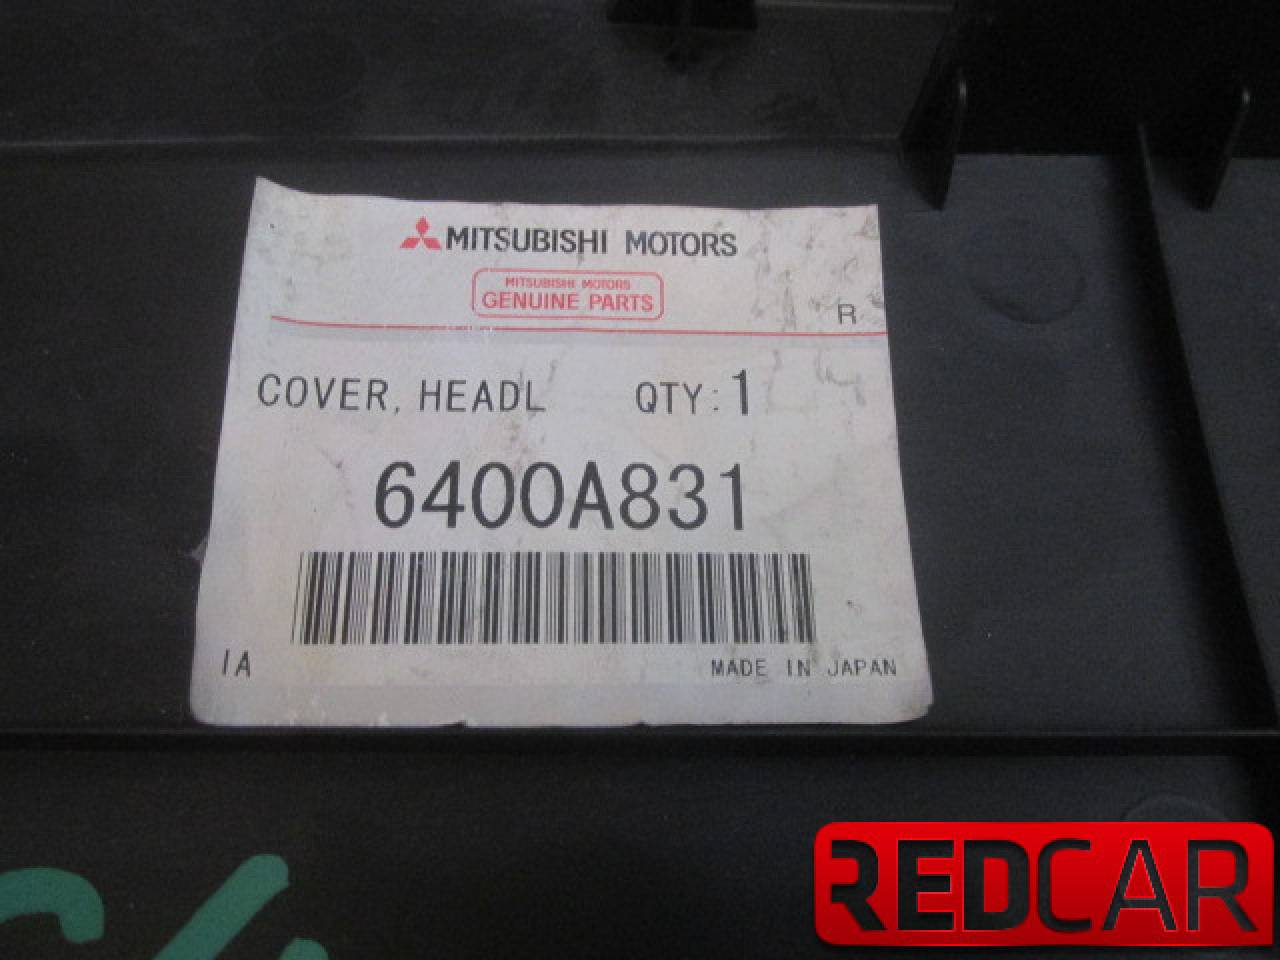 MITSUBISHI MOTORS
MITSUBISHI MOTORS
GENUINE PARTS
R
COVER, HEADL QTY: 1
6400A831
IA MADE IN JAPAN
REDCAR